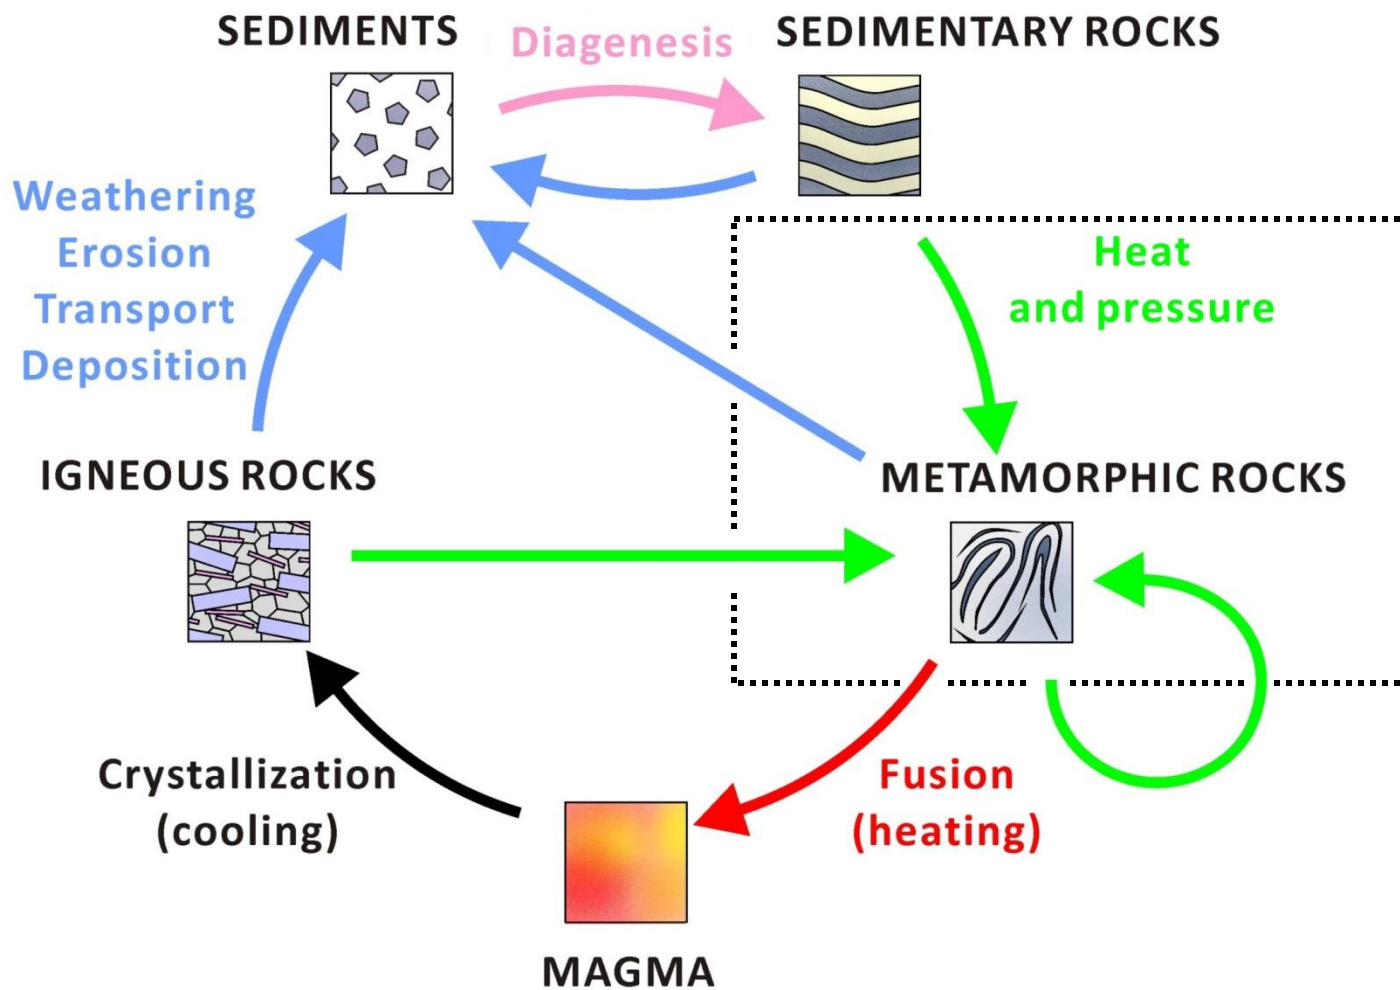 SEDIMENTS
Diagenesis
SEDIMENTARY ROCKS
Weathering
Erosion
Transport
Deposition
Heat
and pressure
IGNEOUS ROCKS
METAMORPHIC ROCKS
Crystallization
(cooling)
Fusion
(heating)
MAGMA